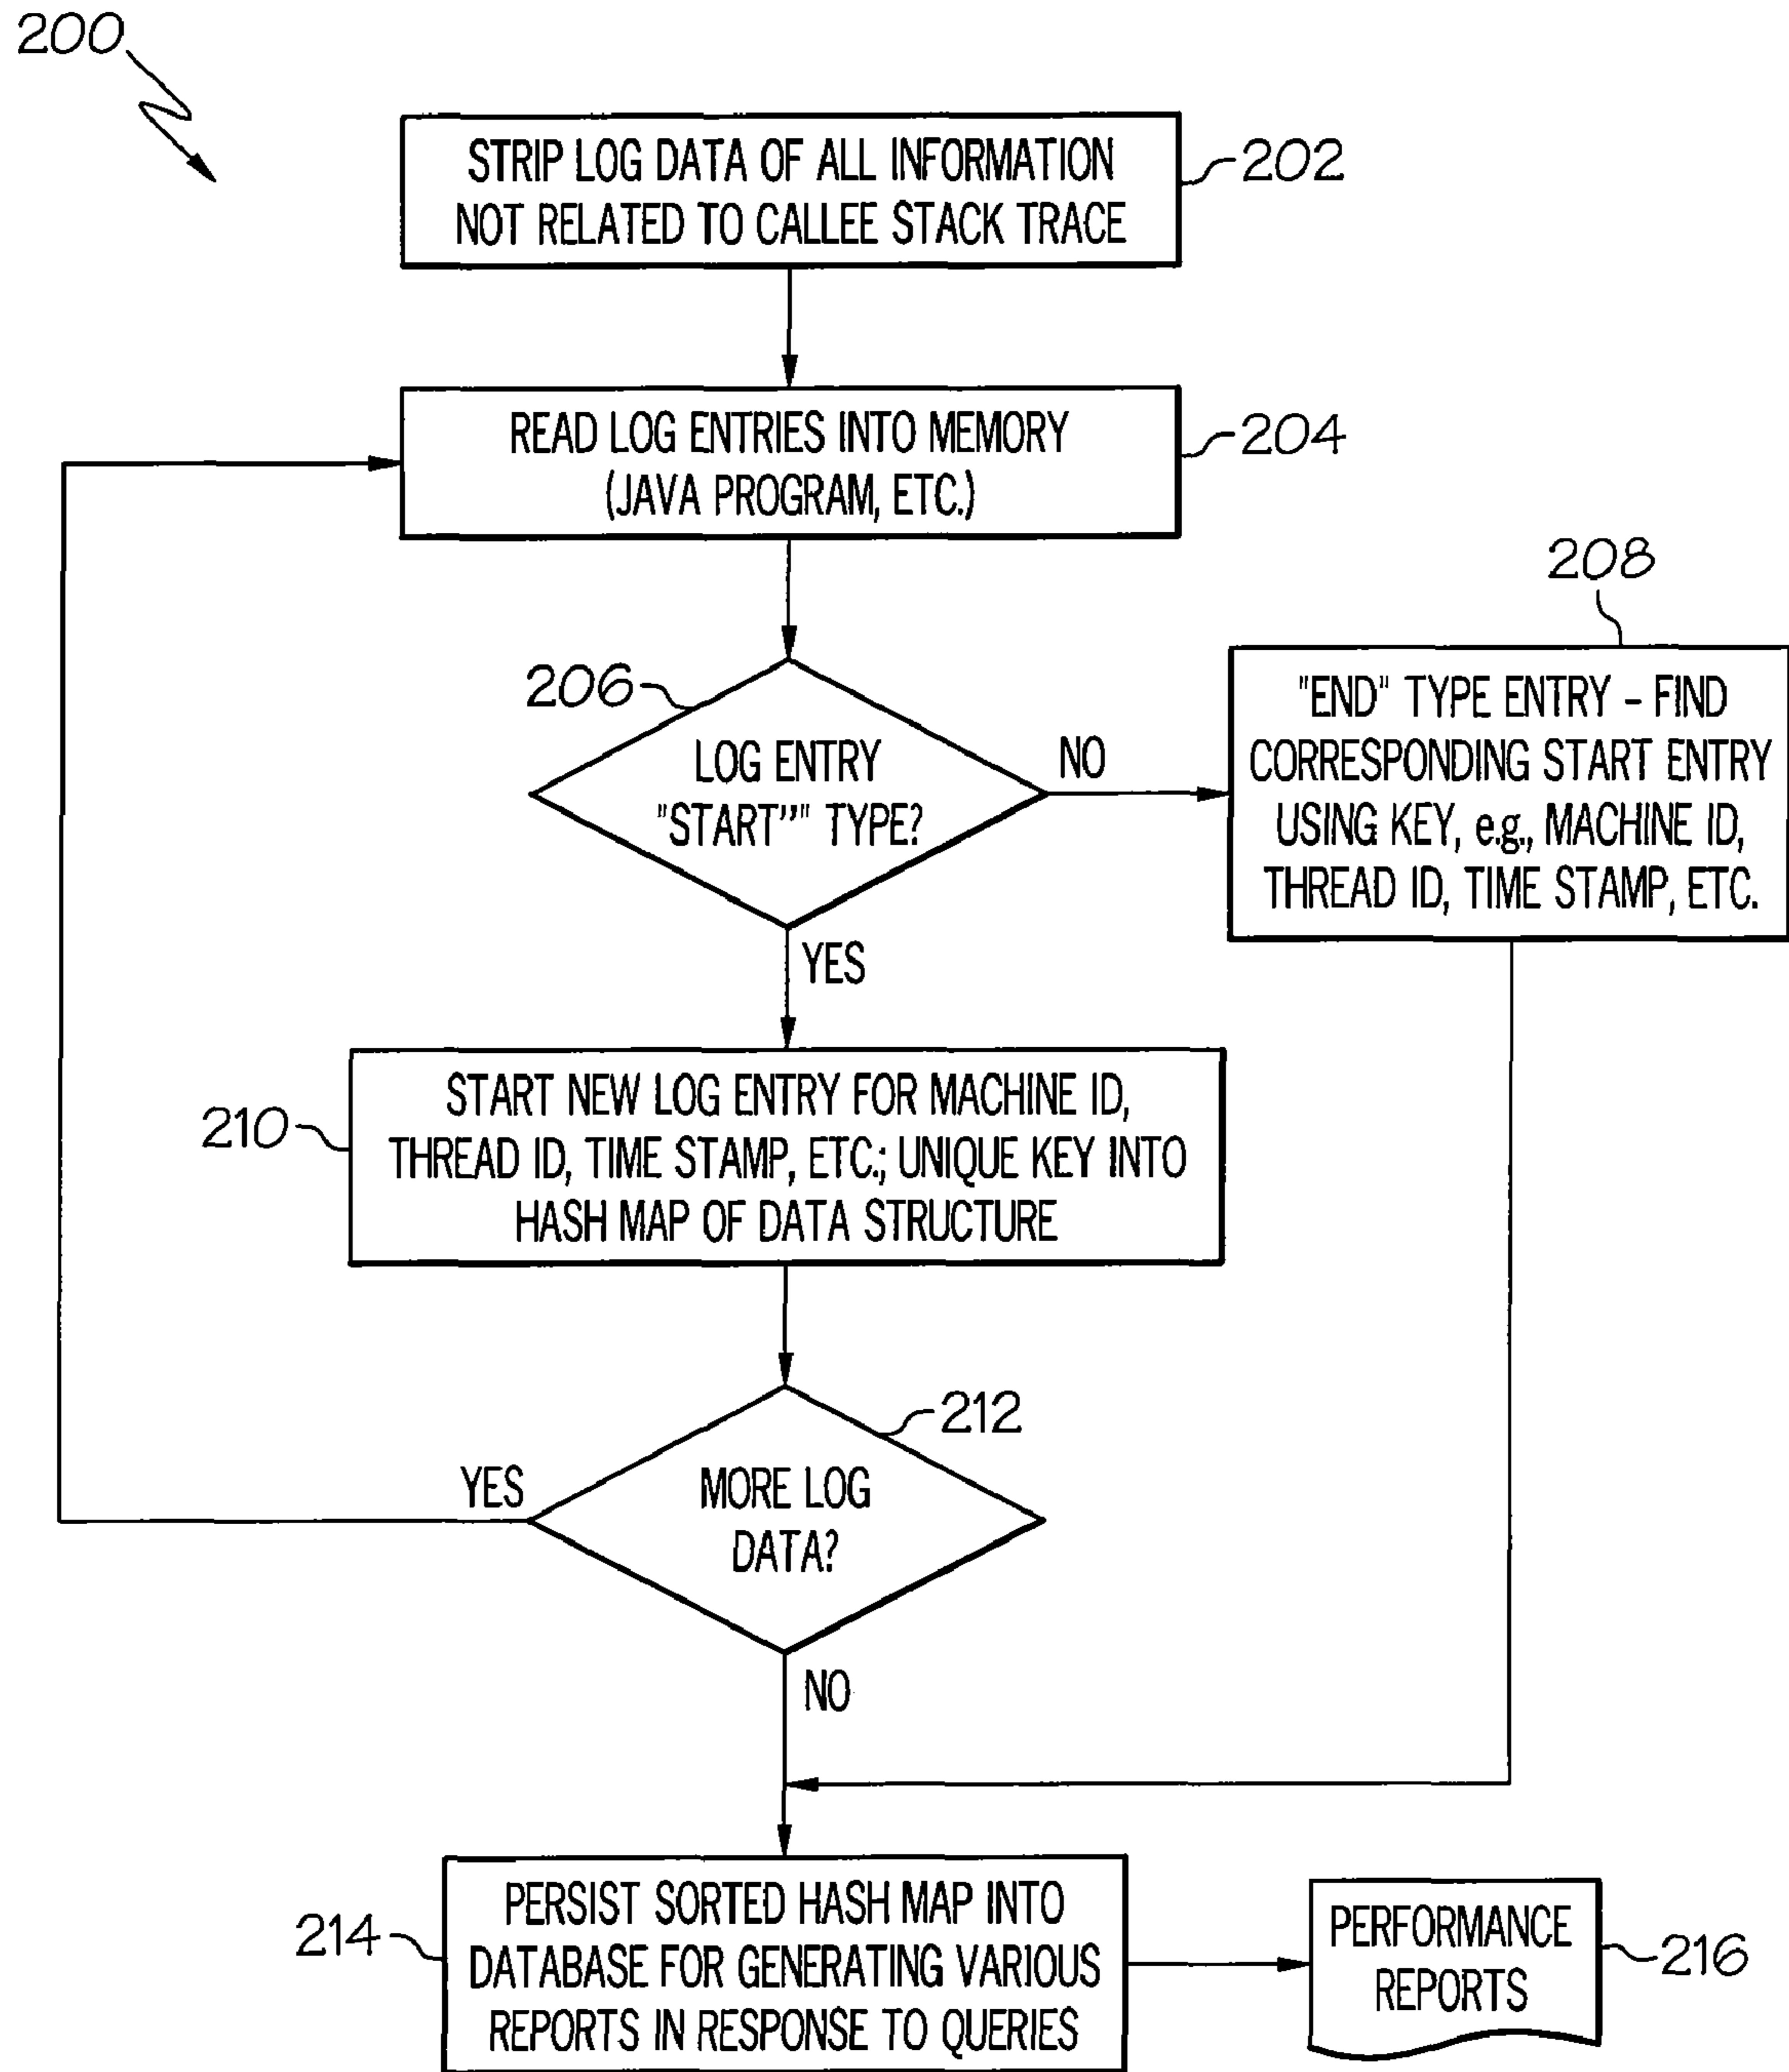 200
STRIP LOG DATA OF ALL INFORMATION
NOT RELATED TO CALLEE STACK TRACE
202
READ LOG ENTRIES INTO MEMORY
(JAVA PROGRAM, ETC.)
204
206
LOG ENTRY
"START’’" TYPE?
NO
YES
208
"END" TYPE ENTRY – FIND
CORRESPONDING START ENTRY
USING KEY, e.g., MACHINE ID,
THREAD ID, TIME STAMP, ETC.
210
START NEW LOG ENTRY FOR MACHINE ID,
THREAD ID, TIME STAMP, ETC.; UNIQUE KEY INTO
HASH MAP OF DATA STRUCTURE
212
MORE LOG
DATA?
YES
NO
214
PERSIST SORTED HASH MAP INTO
DATABASE FOR GENERATING VARIOUS
REPORTS IN RESPONSE TO QUERIES
PERFORMANCE
REPORTS
216